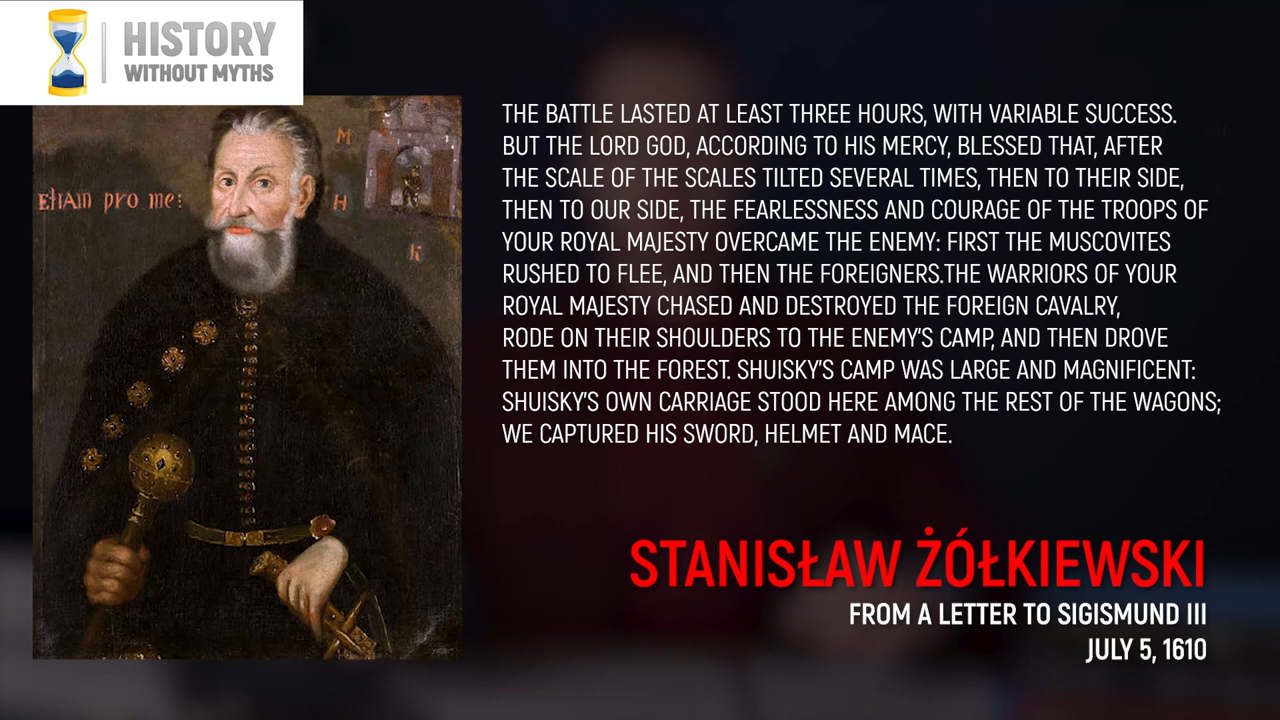 HISTORY
WITHOUT MYTHS
EłiAm pro me:
M
H
K
THE BATTLE LASTED AT LEAST THREE HOURS, WITH VARIABLE SUCCESS.
BUT THE LORD GOD, ACCORDING TO HIS MERCY, BLESSED THAT, AFTER
THE SCALE OF THE SCALES TILTED SEVERAL TIMES, THEN TO THEIR SIDE,
THEN TO OUR SIDE, THE FEARLESSNESS AND COURAGE OF THE TROOPS OF
YOUR ROYAL MAJESTY OVERCAME THE ENEMY: FIRST THE MUSCOVITES
RUSHED TO FLEE, AND THEN THE FOREIGNERS.THE WARRIORS OF YOUR
ROYAL MAJESTY CHASED AND DESTROYED THE FOREIGN CAVALRY,
RODE ON THEIR SHOULDERS TO THE ENEMY'S CAMP, AND THEN DROVE
THEM INTO THE FOREST. SHUISKY'S CAMP WAS LARGE AND MAGNIFICENT:
SHUISKY'S OWN CARRIAGE STOOD HERE AMONG THE REST OF THE WAGONS;
WE CAPTURED HIS SWORD, HELMET AND MACE.
STANISŁAW ŻÓŁKIEWSKI
FROM A LETTER TO SIGISMUND III
JULY 5, 1610